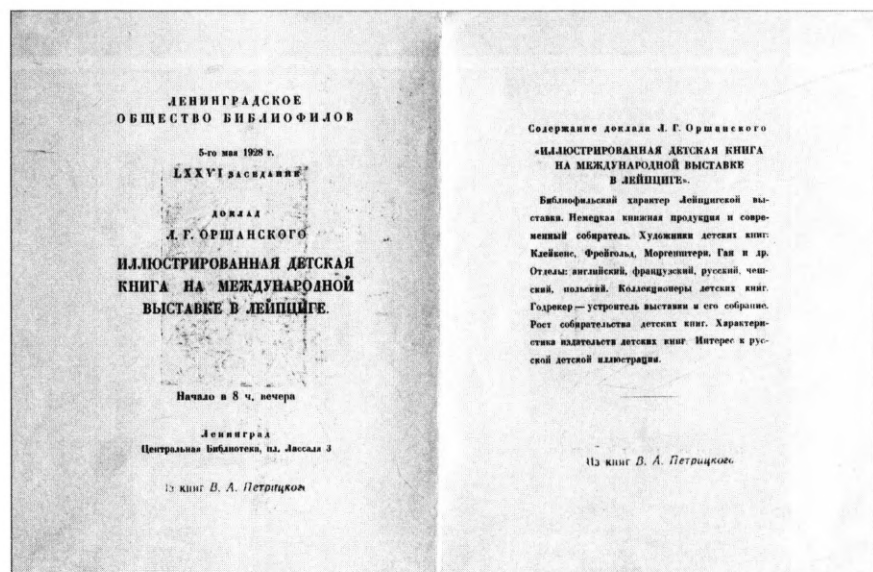 ЛЕНИНГРАДСКОЕ
ОБЩЕСТВО БИБЛИОФИЛОВ
5-го мая 1928 г.
LXXVI ЗАСЕДАНИЕ
ДОКЛАД
Л. Г. ОРШАНСКОГО
ИЛЛЮСТРИРОВАННАЯ ДЕТСКАЯ
КНИГА НА МЕЖДУНАРОДНОЙ
ВЫСТАВКЕ В ЛЕЙПЦИГЕ.
Начало в 8 ч. вечера
Ленинград
Центральная Библиотека, пл. Лассаля 3
Из книг В. А. Петрицкого
Содержание доклада Л. Г. Оршанского
«ИЛЛЮСТРИРОВАННАЯ ДЕТСКАЯ КНИГА
НА МЕЖДУНАРОДНОЙ ВЫСТАВКЕ
В ЛЕЙПЦИГЕ».
Библиофильский характер Лейпцигской вы-
ставки. Немецкая книжная продукция и совре-
менный собиратель. Художники детских книг:
Клейкенс, Фрейгольд, Моргенштерн, Ган и др.
Отделы: английский, французский, русский, чеш-
ский, польский. Коллекционеры детских книг.
Годрекер — устроитель выставки и его собрание.
Рост собирательства детских книг. Характери-
стика издательств детских книг. Интерес к рус-
ской детской иллюстрации.
Из книг В. А. Петрицкого